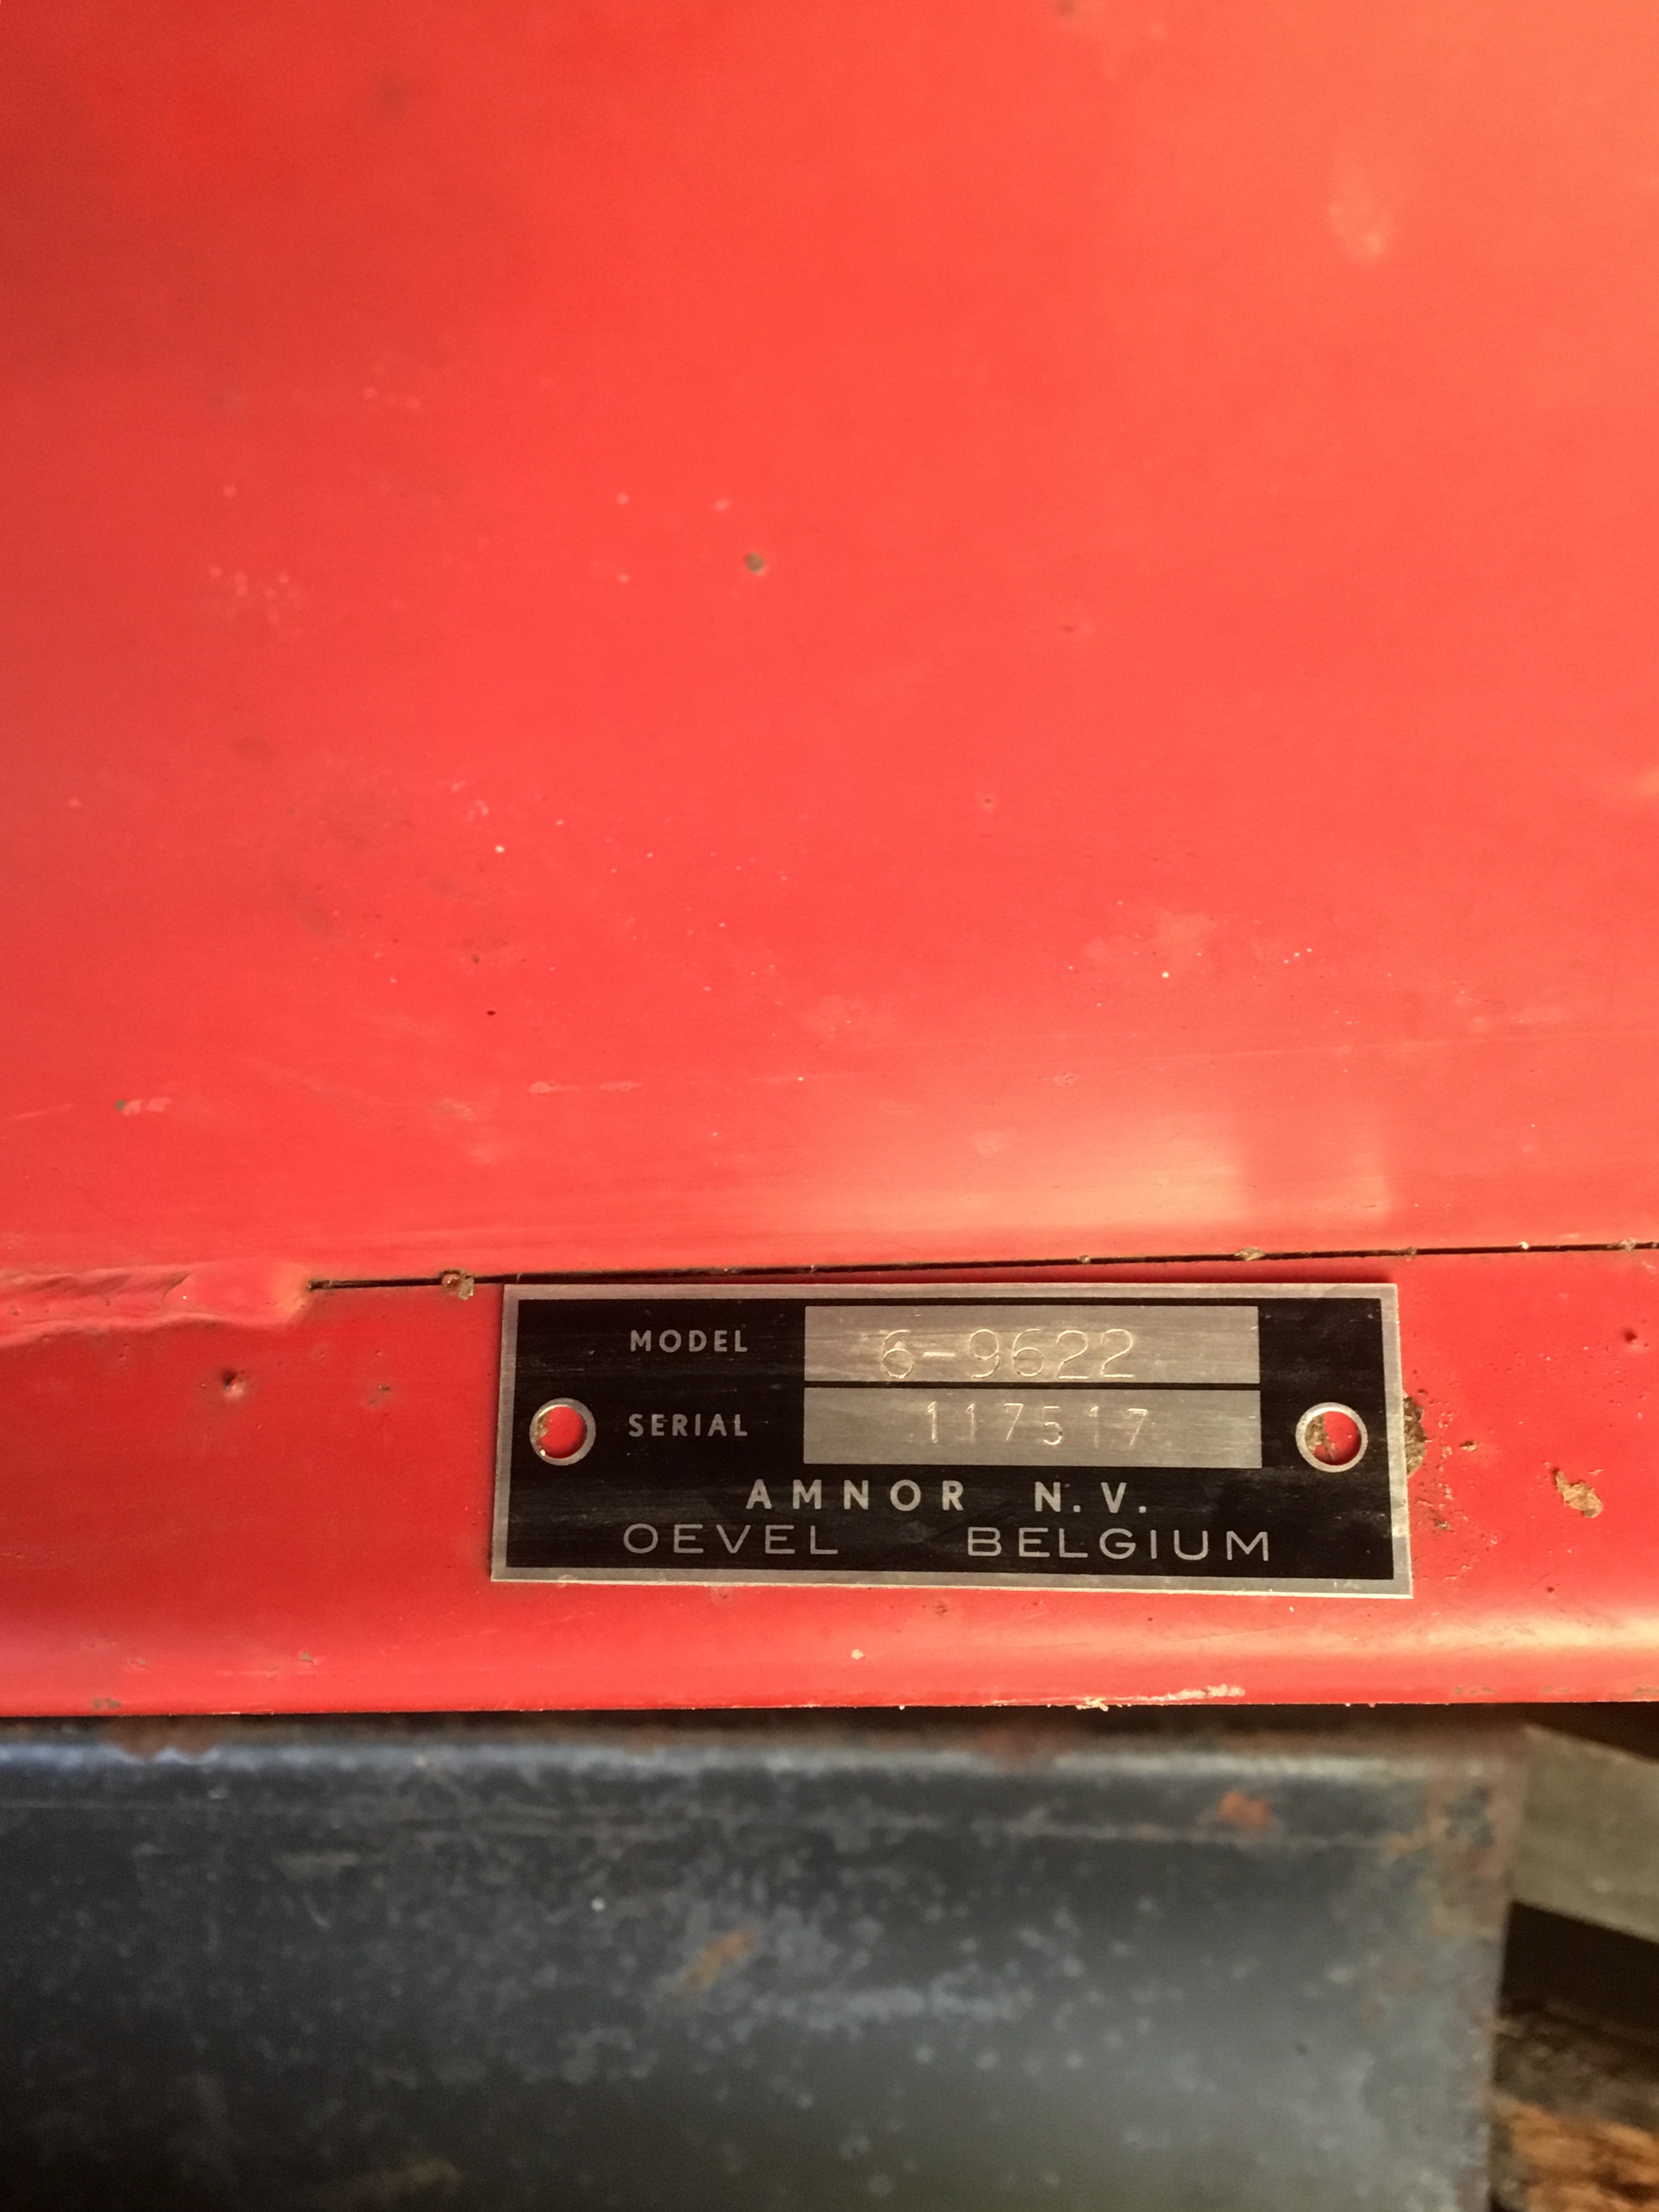 MODEL 6-9622
SERIAL 117517
AMNOR N.V.
OEVEL BELGIUM